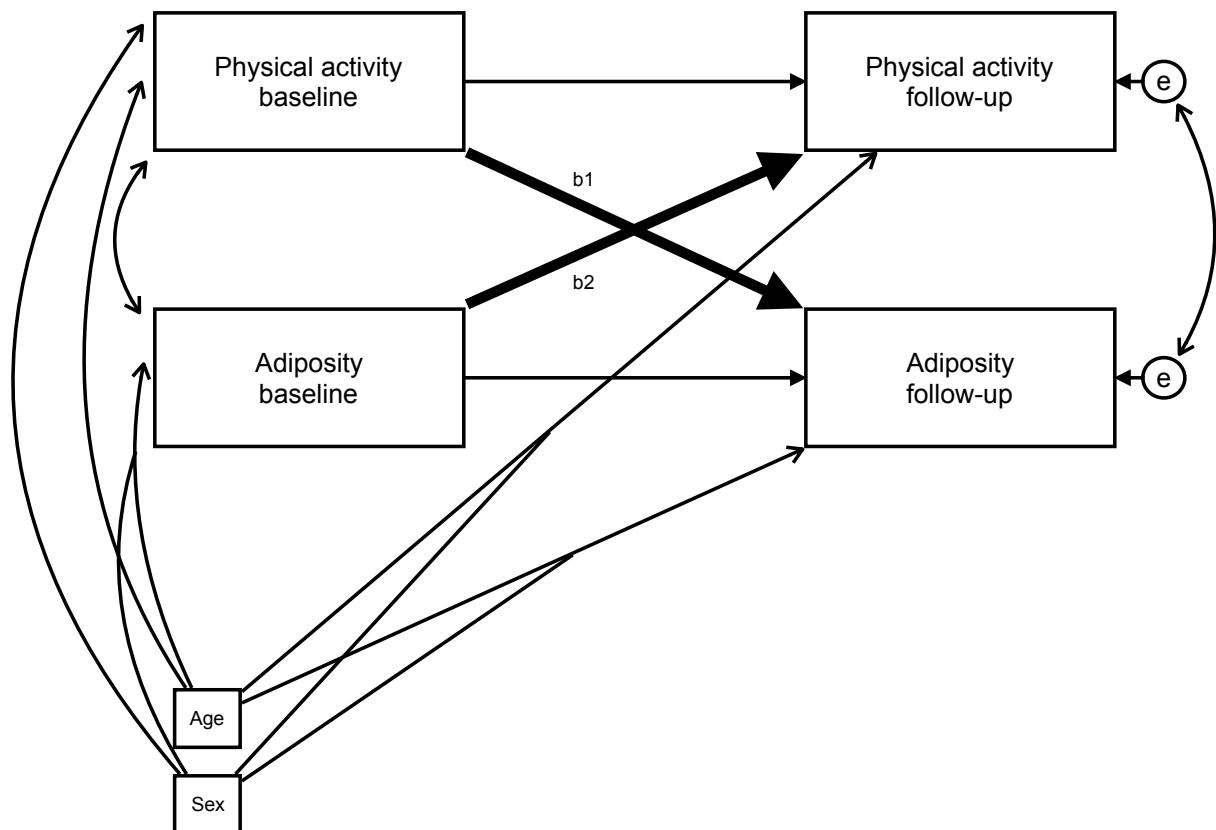 Physical activity
baseline
Physical activity
follow-up
e
b1
b2
Adiposity
baseline
Adiposity
follow-up
e
Age
Sex